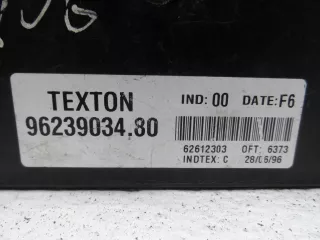 TEXTON IND: 00 DATE: F6
96239034.80
62612303 OFT: 6373
INDTEX: C 28/06/96